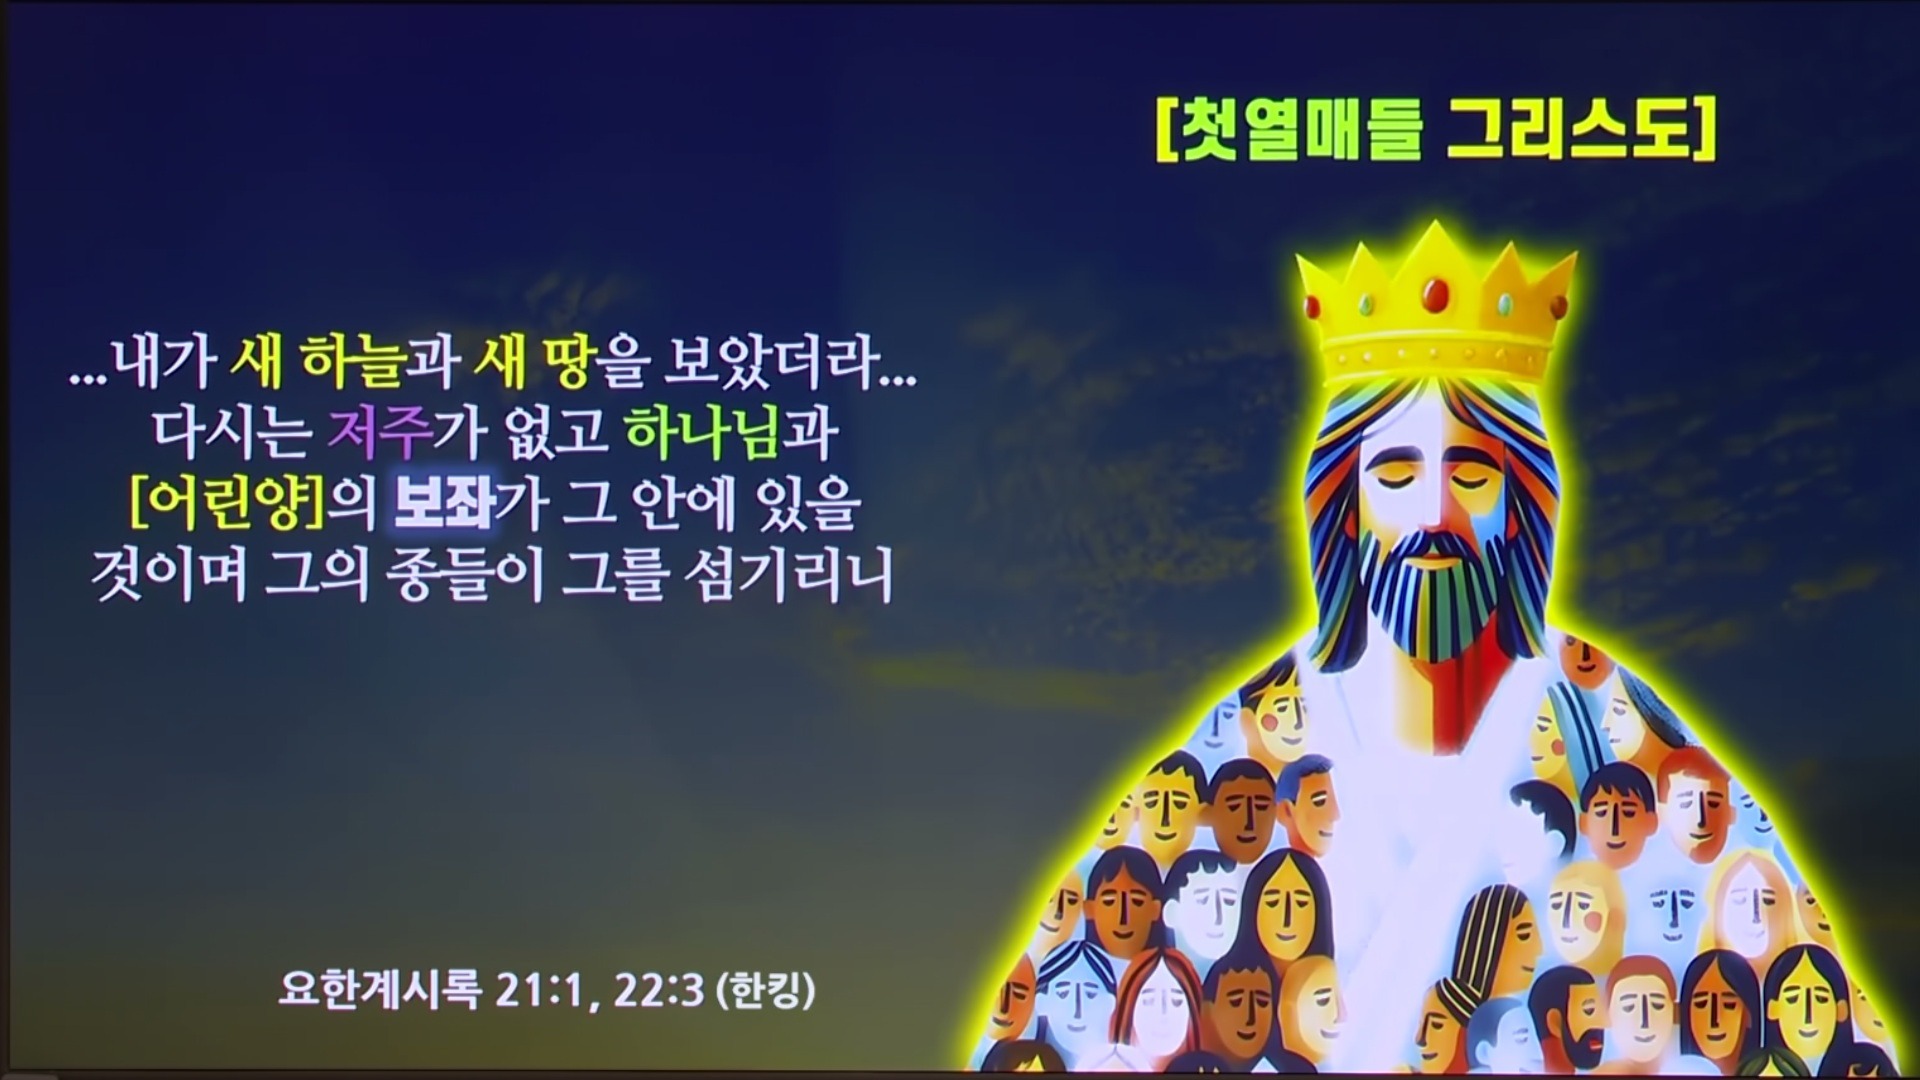 [첫열매들 그리스도]
...내가 새 하늘과 새 땅을 보았더라...
다시는 저주가 없고 하나님과
[어린양]의 보좌가 그 안에 있을
것이며 그의 종들이 그를 섬기리니
요한계시록 21:1, 22:3 (한킹)